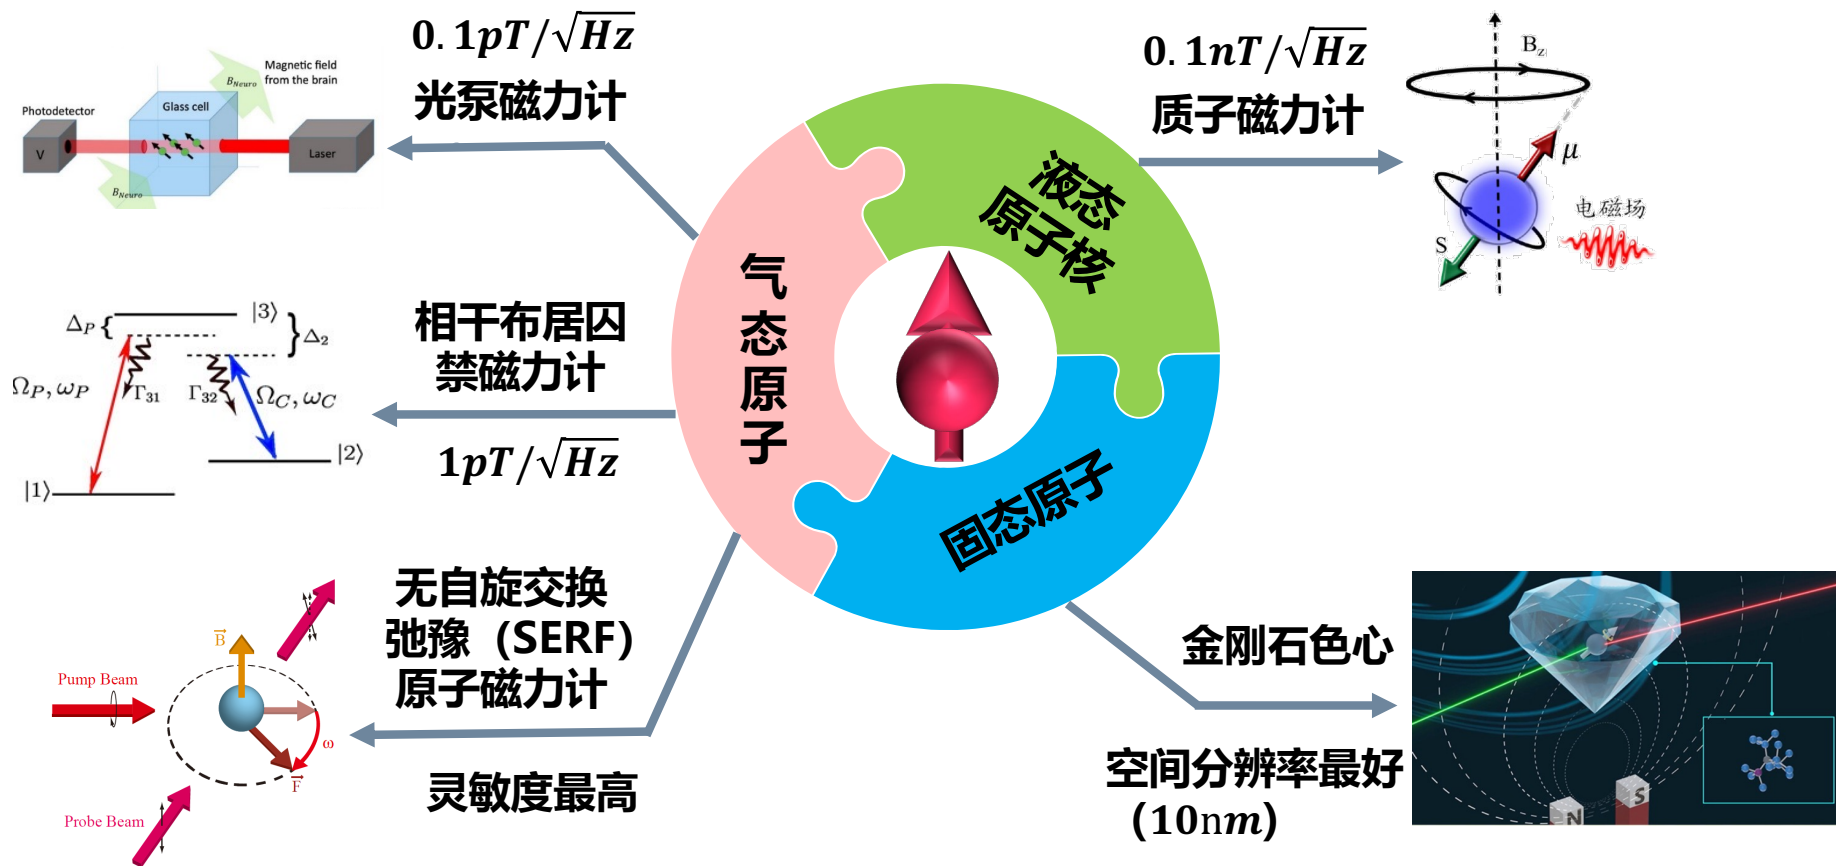 0.1pT/√Hz
光泵磁力计
Magnetic field
from the brain
B_Neuro
Photodetector
Glass cell
V
Laser
B_Neuro
0.1nT/√Hz
质子磁力计
B_z
μ
S
电磁场
液态
原子核
气态原子
固态原子
相干布居囚
禁磁力计
1pT/√Hz
|3⟩
Δ_P
Δ_2
Ω_P, ω_P
Γ_31
Γ_32
Ω_C, ω_C
|2⟩
|1⟩
无自旋交换
弛豫（SERF）
原子磁力计
灵敏度最高
B
Pump Beam
ω
F
Probe Beam
金刚石色心
空间分辨率最好
(10nm)
N
S